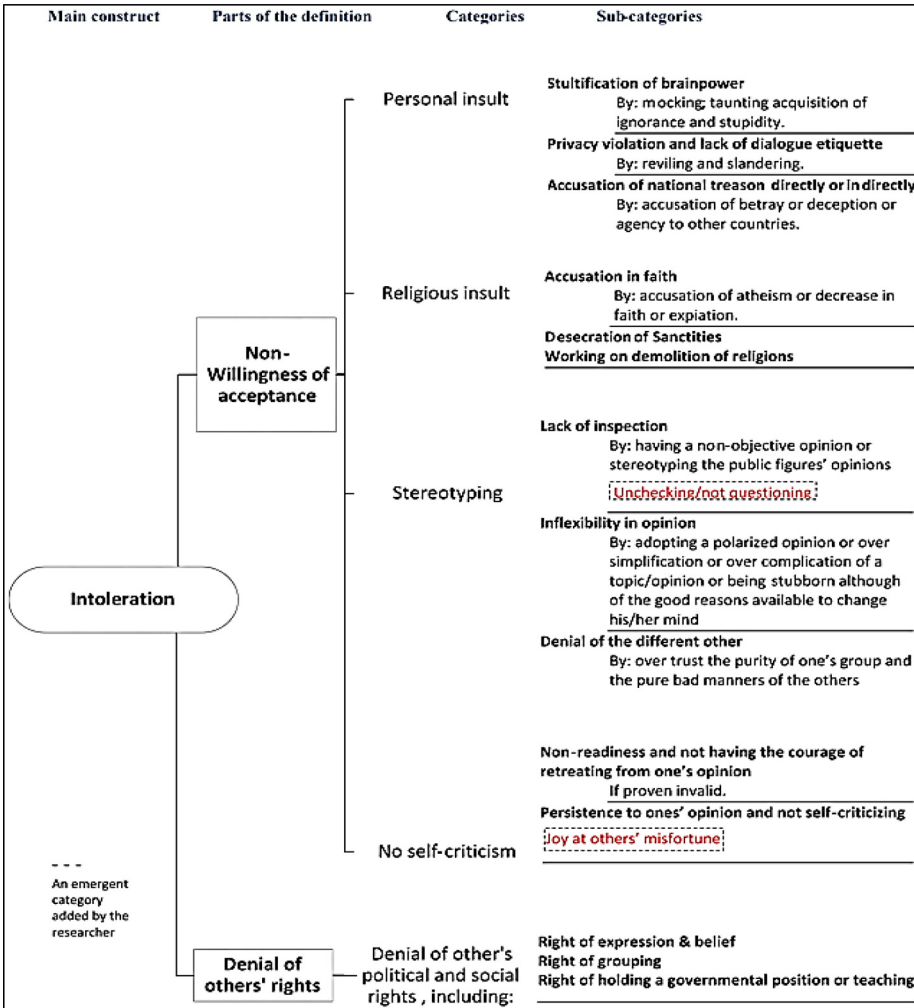 Main construct Parts of the definition Categories Sub-categories
Personal insult
Stultification of brainpower
By: mocking; taunting acquisition of
ignorance and stupidity.
Privacy violation and lack of dialogue etiquette
By: reviling and slandering.
Accusation of national treason directly or indirectly
By: accusation of betray or deception or
agency to other countries.
Religious insult
Accusation in faith
By: accusation of atheism or decrease in
faith or expiation.
Desecration of Sanctities
Working on demolition of religions
Non-
Willingness of
acceptance
Stereotyping
Lack of inspection
By: having a non-objective opinion or
stereotyping the public figures' opinions
Unchecking/not questioning
Inflexibility in opinion
By: adopting a polarized opinion or over
simplification or over complication of a
topic/opinion or being stubborn although
of the good reasons available to change
his/her mind
Denial of the different other
By: over trust the purity of one's group and
the pure bad manners of the others
Intoleration
No self-criticism
Non-readiness and not having the courage of
retreating from one's opinion
If proven invalid.
Persistence to ones' opinion and not self-criticizing
Joy at others' misfortune
- - -
An emergent
category
added by the
researcher
Denial of
others' rights
Denial of other's
political and social
rights , including:
Right of expression & belief
Right of grouping
Right of holding a governmental position or teaching